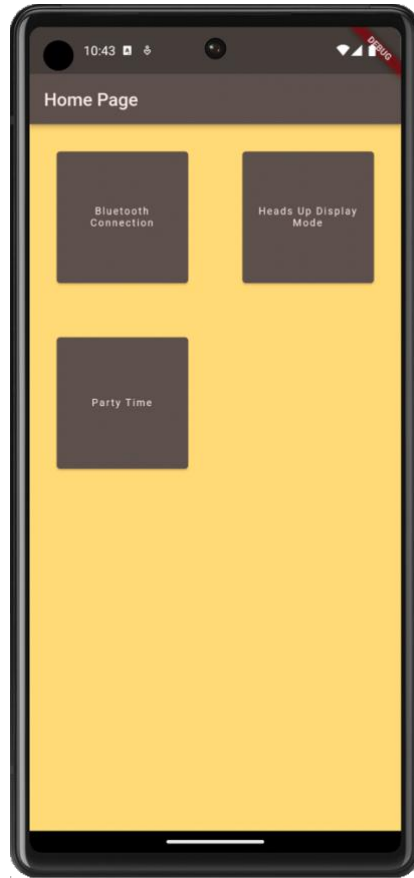 10:43
DEBUG
Home Page
Bluetooth
Connection
Heads Up Display
Mode
Party Time